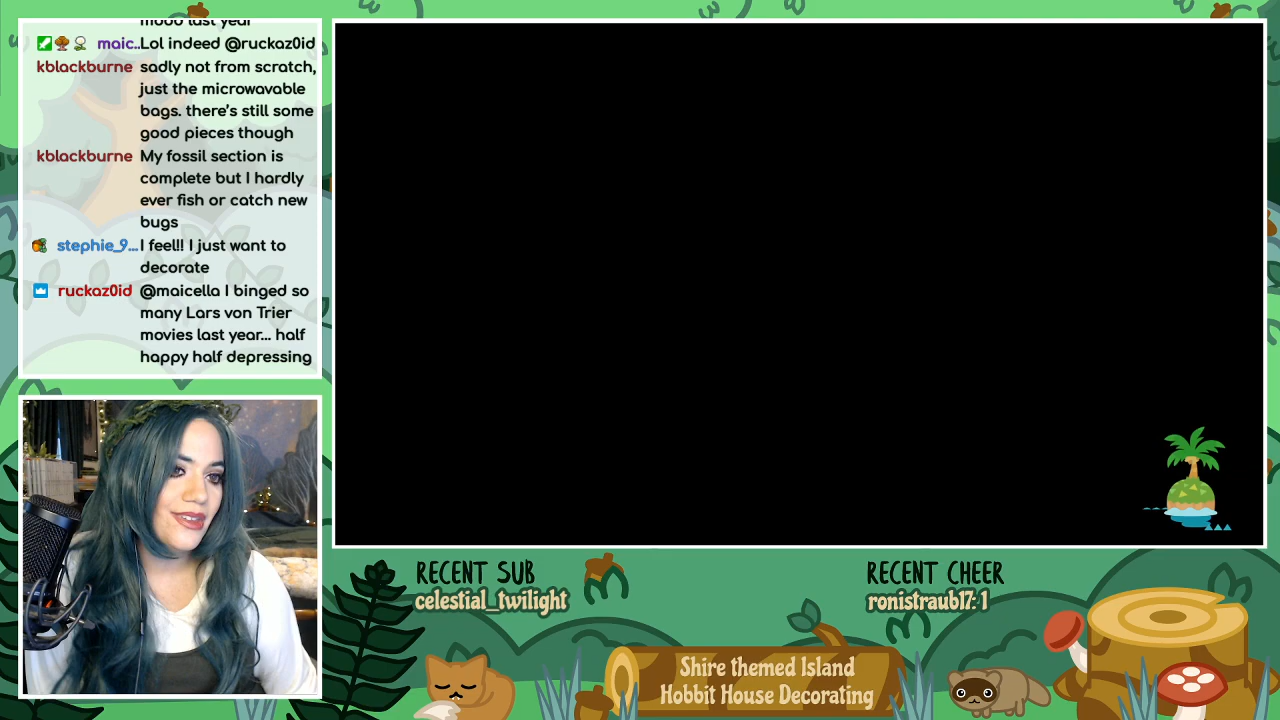 mood last year
maic..Lol indeed @ruckaz0id
kblackburne sadly not from scratch,
just the microwavable
bags. there's still some
good pieces though
kblackburne My fossil section is
complete but I hardly
ever fish or catch new
bugs
stephie_9...I feel!! I just want to
decorate
ruckaz0id @maicella I binged so
many Lars von Trier
movies last year... half
happy half depressing
RECENT SUB
celestial_twilight
RECENT CHEER
ronistraub17: 1
Shire themed Island
Hobbit House Decorating